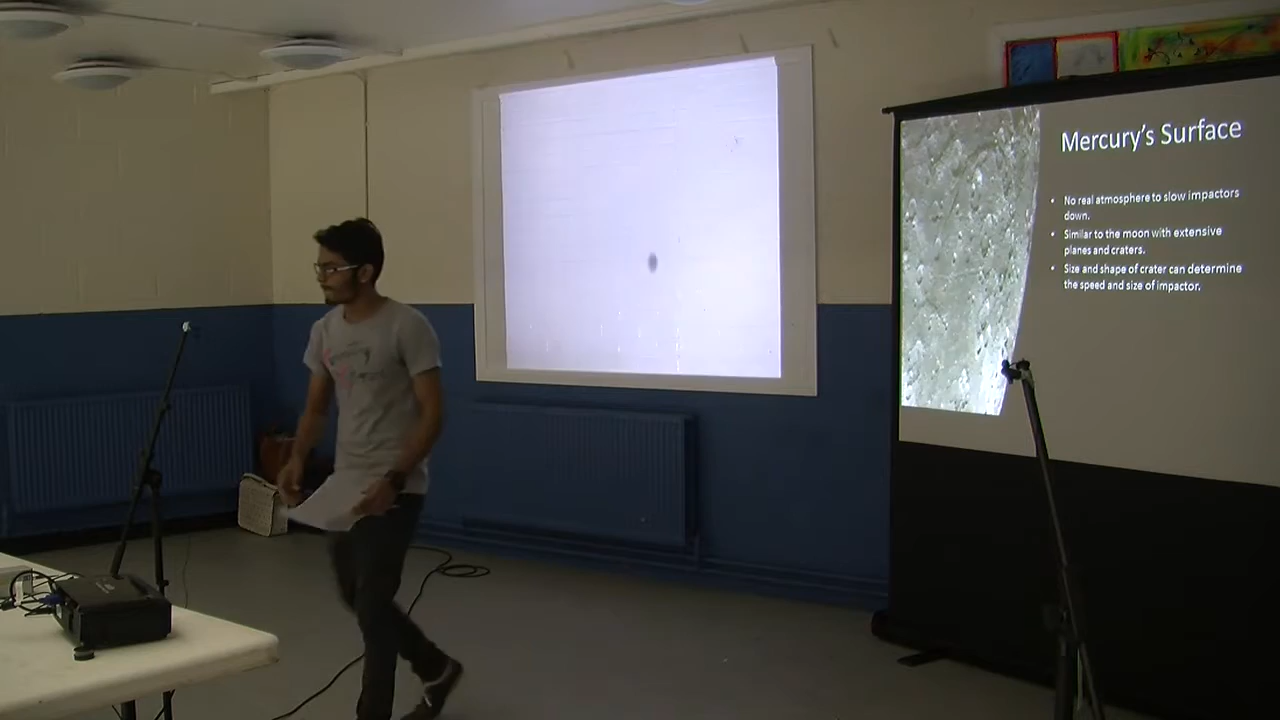 Mercury's Surface
• No real atmosphere to slow impactors
down.
• Similar to the moon with extensive
planes and craters.
• Size and shape of crater can determine
the speed and size of impactor.